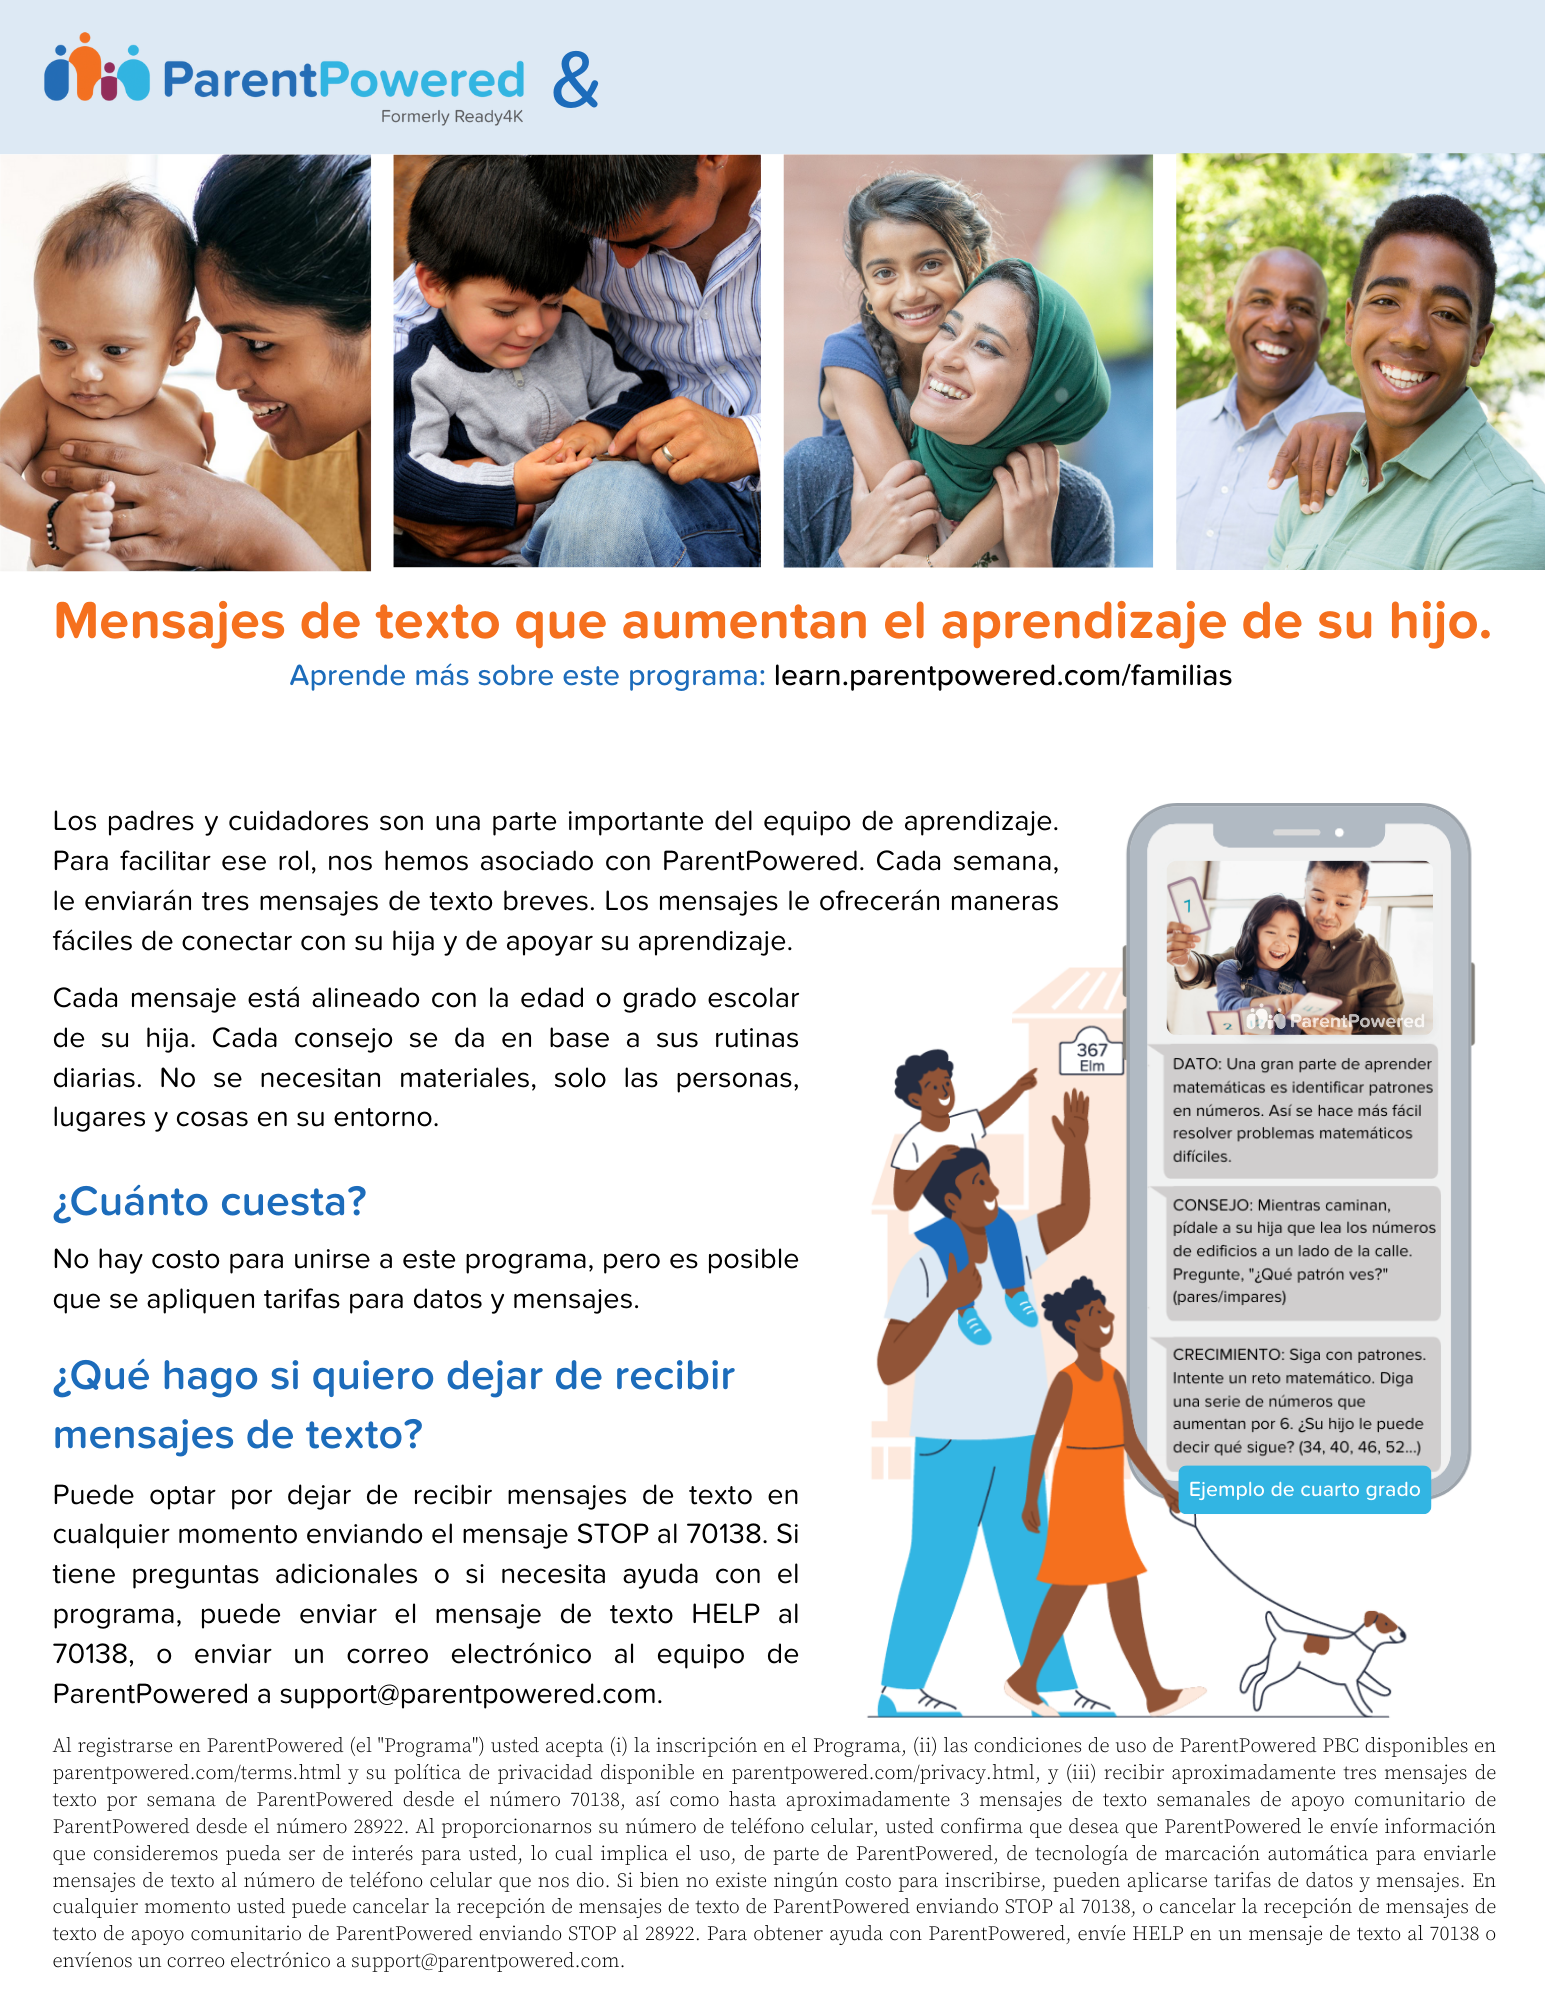 ParentPowered &
Formerly Ready4K
Mensajes de texto que aumentan el aprendizaje de su hijo.
Aprende más sobre este programa: learn.parentpowered.com/familias
Los padres y cuidadores son una parte importante del equipo de aprendizaje.
Para facilitar ese rol, nos hemos asociado con ParentPowered. Cada semana,
le enviarán tres mensajes de texto breves. Los mensajes le ofrecerán maneras
fáciles de conectar con su hija y de apoyar su aprendizaje.
Cada mensaje está alineado con la edad o grado escolar
de su hija. Cada consejo se da en base a sus rutinas
diarias. No se necesitan materiales, solo las personas,
lugares y cosas en su entorno.
¿Cuánto cuesta?
No hay costo para unirse a este programa, pero es posible
que se apliquen tarifas para datos y mensajes.
¿Qué hago si quiero dejar de recibir
mensajes de texto?
Puede optar por dejar de recibir mensajes de texto en
cualquier momento enviando el mensaje STOP al 70138. Si
tiene preguntas adicionales o si necesita ayuda con el
programa, puede enviar el mensaje de texto HELP al
70138, o enviar un correo electrónico al equipo de
ParentPowered a support@parentpowered.com.
367
Elm
1
2
ParentPowered
DATO: Una gran parte de aprender
matemáticas es identificar patrones
en números. Así se hace más fácil
resolver problemas matemáticos
difíciles.
CONSEJO: Mientras caminan,
pídale a su hija que lea los números
de edificios a un lado de la calle.
Pregunte, "¿Qué patrón ves?"
(pares/impares)
CRECIMIENTO: Siga con patrones.
Intente un reto matemático. Diga
una serie de números que
aumentan por 6. ¿Su hijo le puede
decir qué sigue? (34, 40, 46, 52...)
Ejemplo de cuarto grado
Al registrarse en ParentPowered (el "Programa") usted acepta (i) la inscripción en el Programa, (ii) las condiciones de uso de ParentPowered PBC disponibles en
parentpowered.com/terms.html y su política de privacidad disponible en parentpowered.com/privacy.html, y (iii) recibir aproximadamente tres mensajes de
texto por semana de ParentPowered desde el número 70138, así como hasta aproximadamente 3 mensajes de texto semanales de apoyo comunitario de
ParentPowered desde el número 28922. Al proporcionarnos su número de teléfono celular, usted confirma que desea que ParentPowered le envíe información
que consideremos pueda ser de interés para usted, lo cual implica el uso, de parte de ParentPowered, de tecnología de marcación automática para enviarle
mensajes de texto al número de teléfono celular que nos dio. Si bien no existe ningún costo para inscribirse, pueden aplicarse tarifas de datos y mensajes. En
cualquier momento usted puede cancelar la recepción de mensajes de texto de ParentPowered enviando STOP al 70138, o cancelar la recepción de mensajes de
texto de apoyo comunitario de ParentPowered enviando STOP al 28922. Para obtener ayuda con ParentPowered, envíe HELP en un mensaje de texto al 70138 o
envíenos un correo electrónico a support@parentpowered.com.